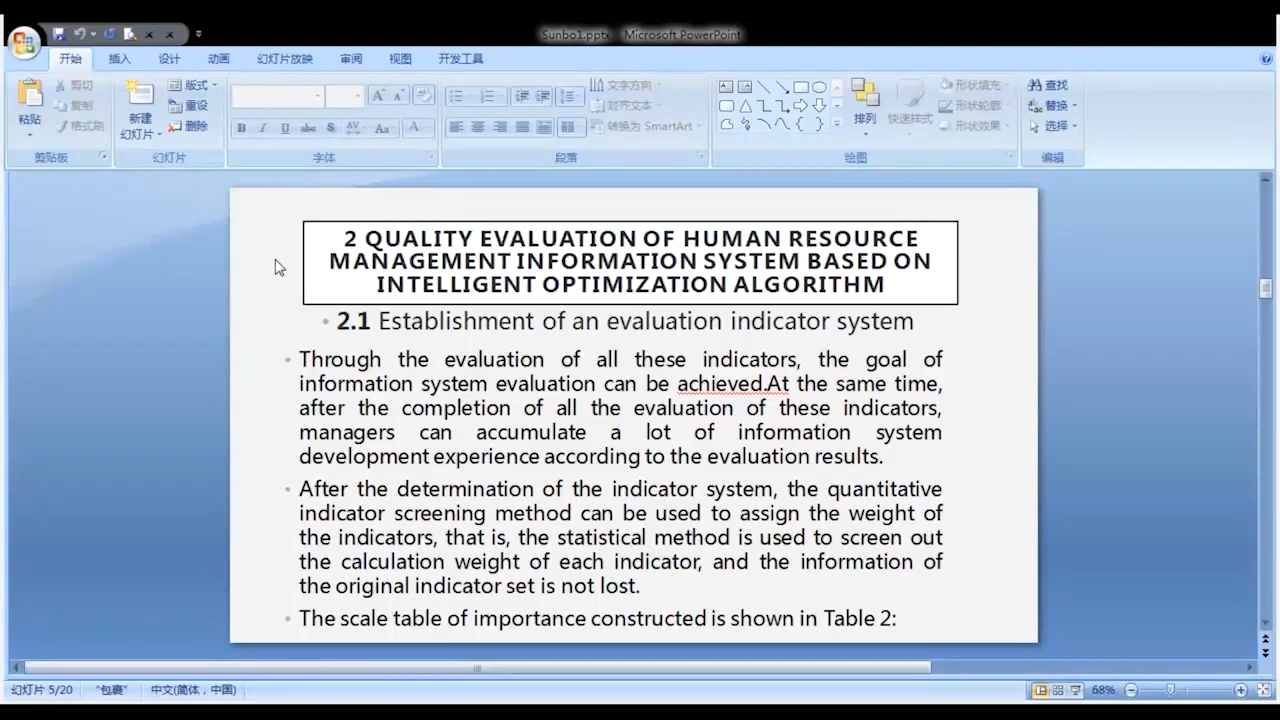 Sunbo1.pptx - Microsoft PowerPoint
开始 插入 设计 动画 幻灯片放映 审阅 视图 开发工具
粘贴
剪切
复制
格式刷
剪贴板
新建
幻灯片
版式
重设
删除
幻灯片
B I U abc S AV Aa A
字体
文字方向
对齐文本
转换为 SmartArt
段落
排列
快速样式
形状填充
形状轮廓
形状效果
绘图
查找
替换
选择
编辑
2 QUALITY EVALUATION OF HUMAN RESOURCE
MANAGEMENT INFORMATION SYSTEM BASED ON
INTELLIGENT OPTIMIZATION ALGORITHM
• 2.1 Establishment of an evaluation indicator system
• Through the evaluation of all these indicators, the goal of
information system evaluation can be achieved.At the same time,
after the completion of all the evaluation of these indicators,
managers can accumulate a lot of information system
development experience according to the evaluation results.
• After the determination of the indicator system, the quantitative
indicator screening method can be used to assign the weight of
the indicators, that is, the statistical method is used to screen out
the calculation weight of each indicator, and the information of
the original indicator set is not lost.
• The scale table of importance constructed is shown in Table 2:
幻灯片 5/20 "包裹" 中文(简体，中国) 68%